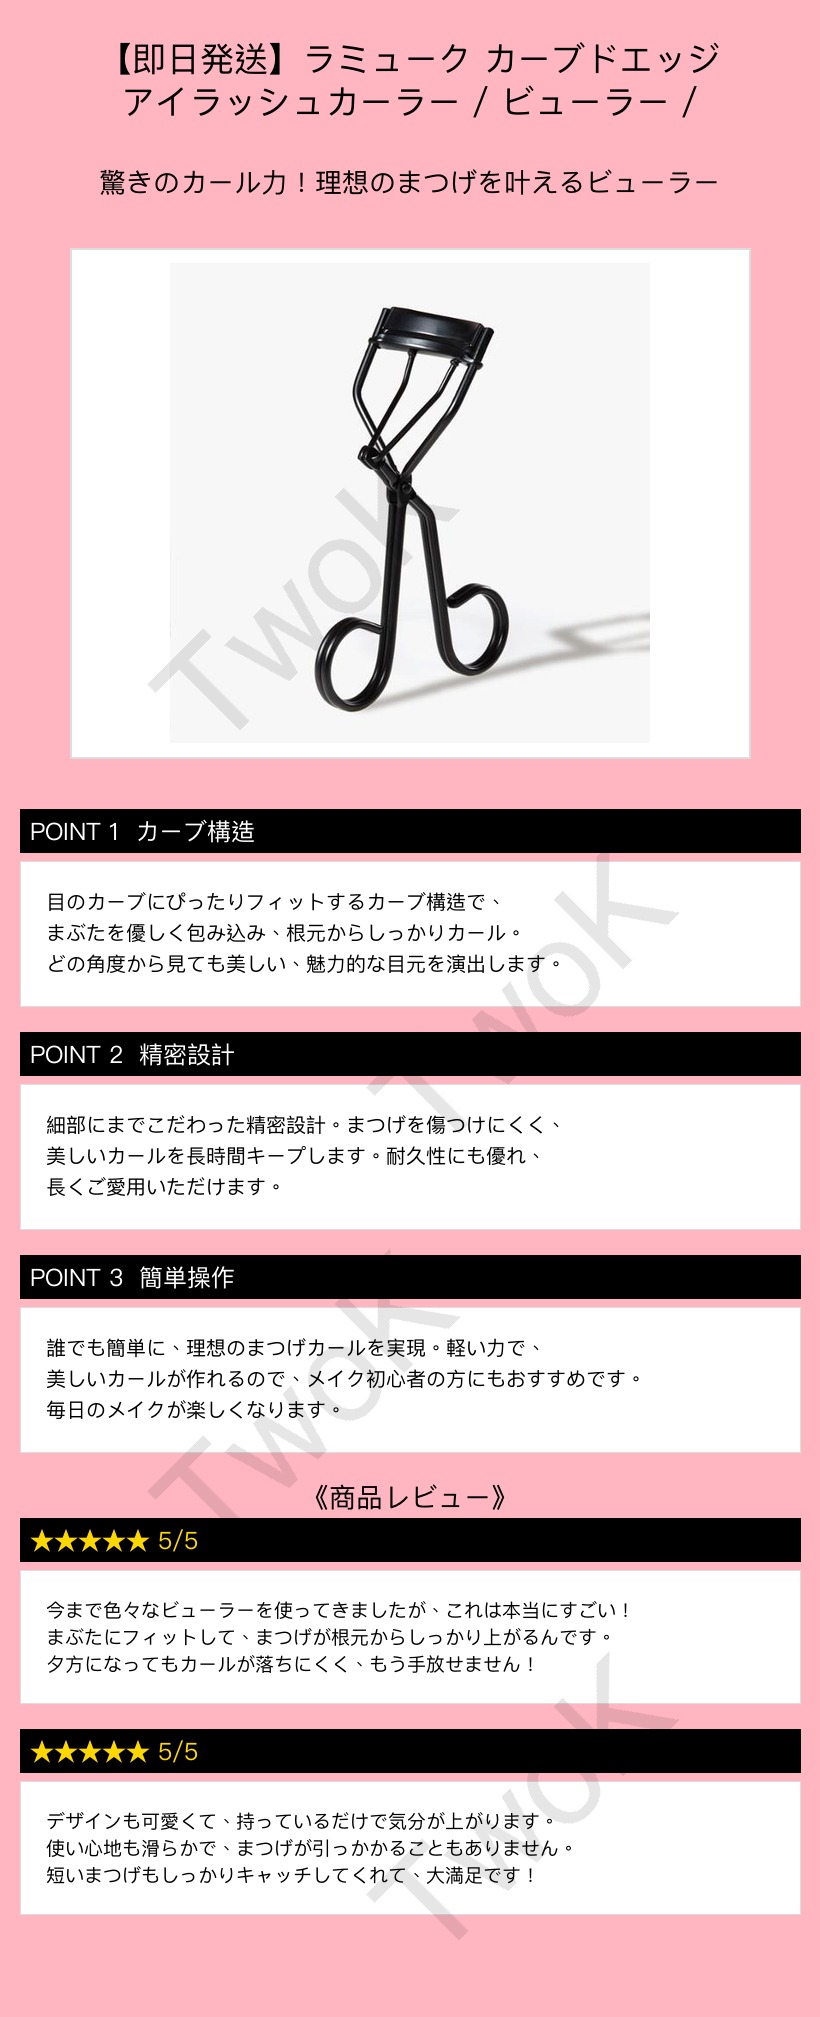 【即日発送】ラミューク カーブドエッジ
アイラッシュカーラー / ビューラー /
驚きのカール力！理想のまつげを叶えるビューラー
TwoK
POINT 1 カーブ構造
目のカーブにぴったりフィットするカーブ構造で、
まぶたを優しく包み込み、根元からしっかりカール。
どの角度から見ても美しい、魅力的な目元を演出します。
TwoK
POINT 2 精密設計
細部にまでこだわった精密設計。まつげを傷つけにくく、
美しいカールを長時間キープします。耐久性にも優れ、
長くご愛用いただけます。
POINT 3 簡単操作
誰でも簡単に、理想のまつげカールを実現。軽い力で、
美しいカールが作れるので、メイク初心者の方にもおすすめです。
毎日のメイクが楽しくなります。
TwoK
《商品レビュー》
★★★★★ 5/5
今まで色々なビューラーを使ってきましたが、これは本当にすごい！
まぶたにフィットして、まつげが根元からしっかり上がるんです。
夕方になってもカールが落ちにくく、もう手放せません！
★★★★★ 5/5
デザインも可愛くて、持っているだけで気分が上がります。
使い心地も滑らかで、まつげが引っかかることもありません。
短いまつげもしっかりキャッチしてくれて、大満足です！
TwoK